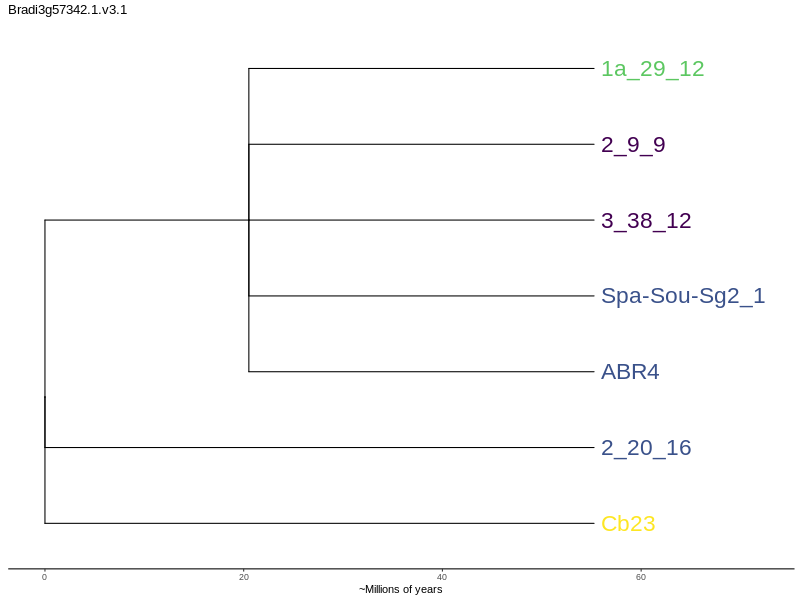 Bradi3g57342.1.v3.1
1a_29_12
2_9_9
3_38_12
Spa-Sou-Sg2_1
ABR4
2_20_16
Cb23
0 20 40 60
~Millions of years